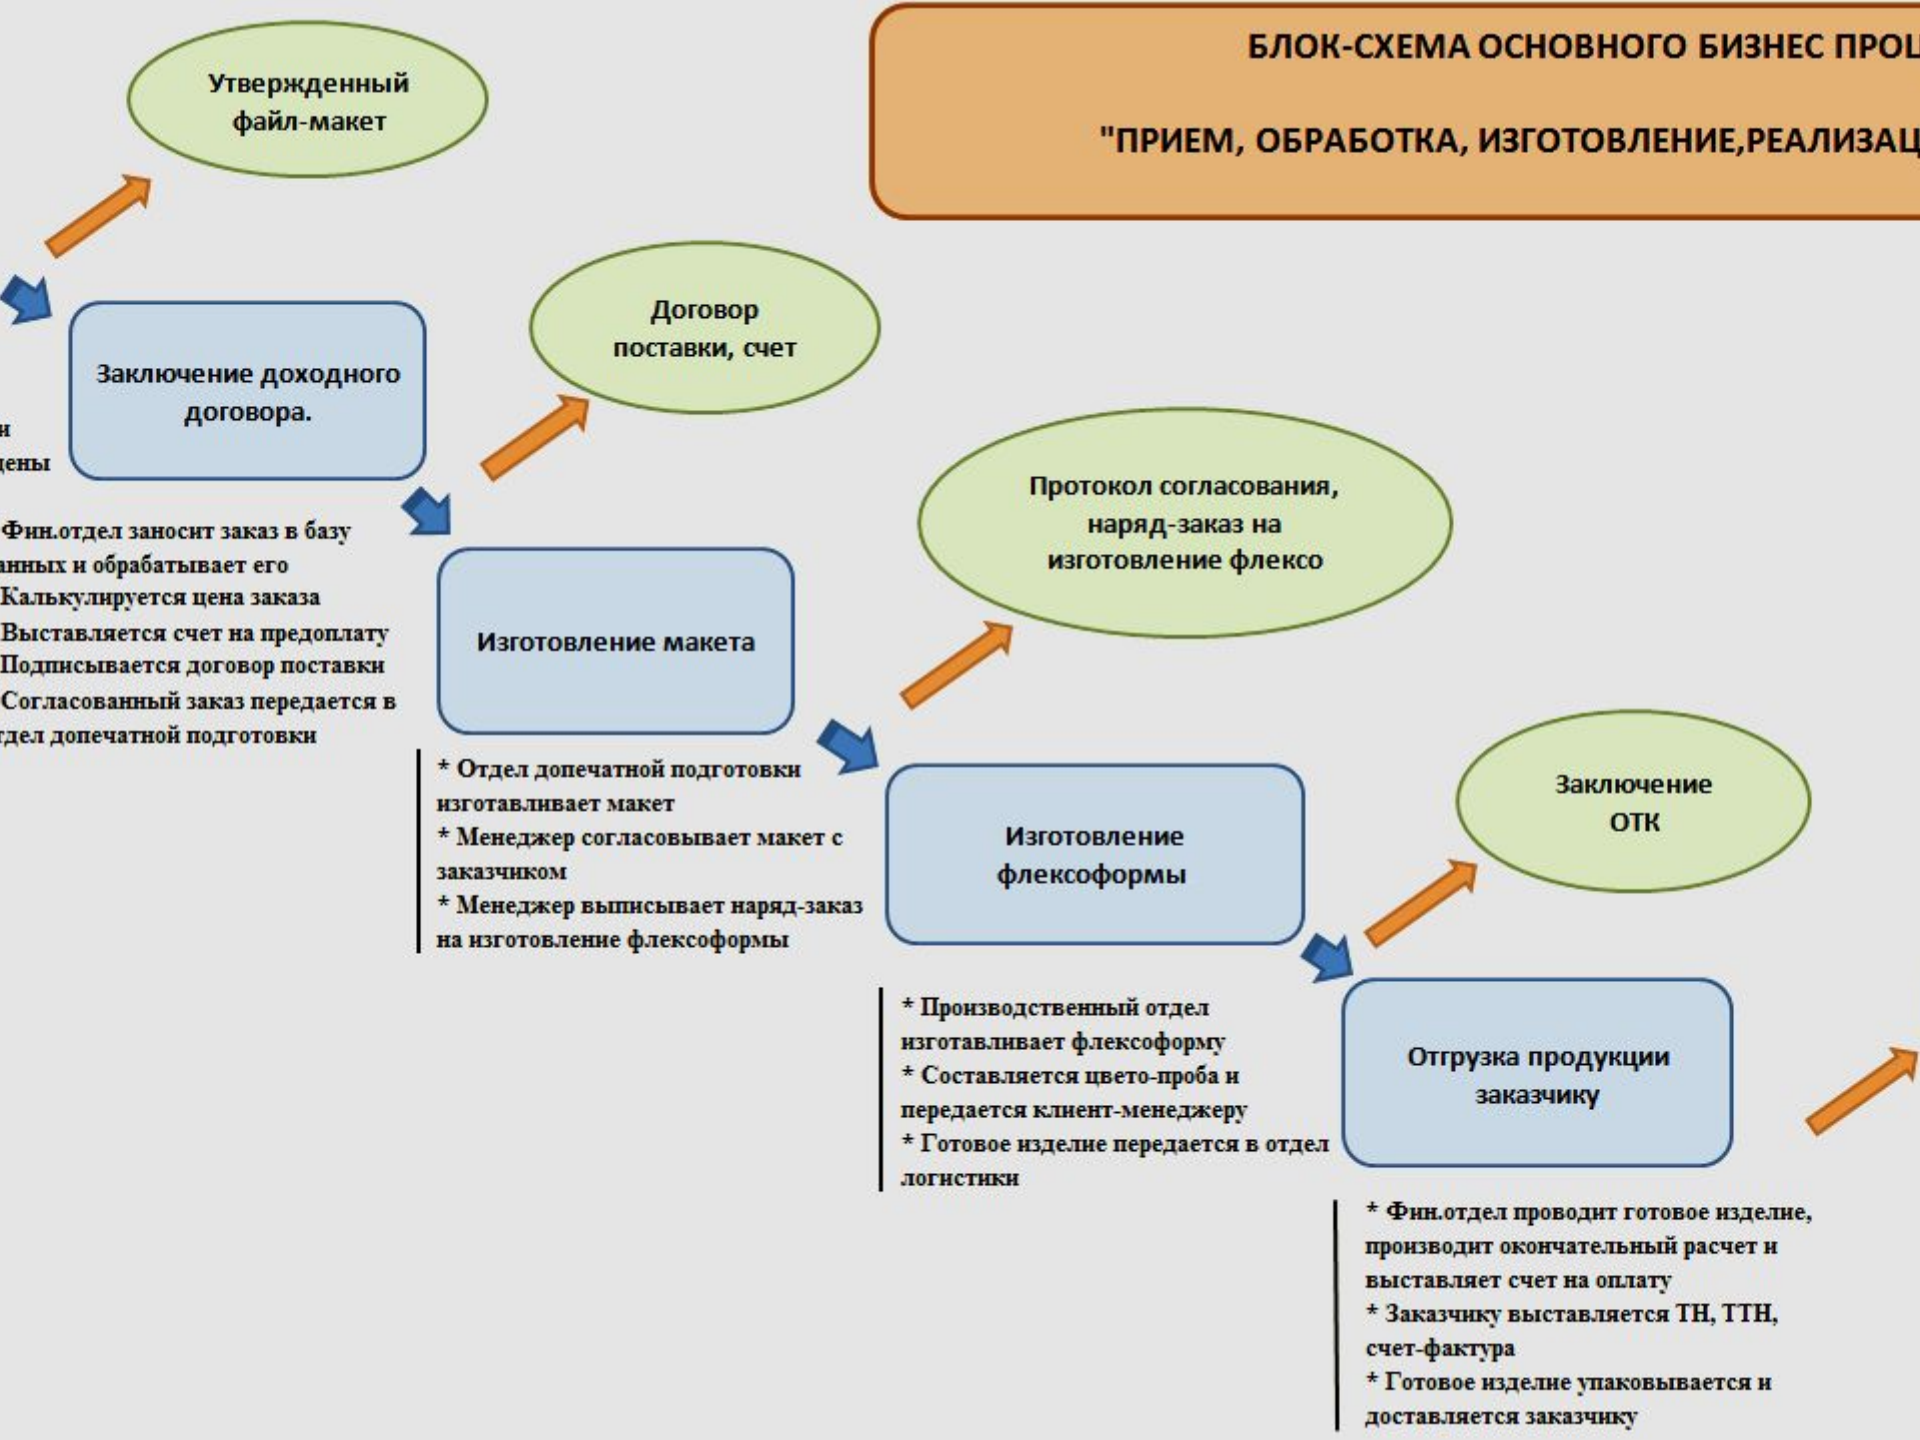 БЛОК-СХЕМА ОСНОВНОГО БИЗНЕС
"ПРИЕМ, ОБРАБОТКА, ИЗГОТОВЛЕНИЕ,
Утвержденный
файл-макет
Договор
поставки, счет
Заключение доходного
договора.
и
Фин.отдел заносит заказ в базу
и обрабатывает его
Калькулируется цена заказа
Выставляется счет на предоплату
Подписывается договор поставки
Согласованный заказ передается в
допечатной подготовки
Протокол согласования,
наряд-заказ на
изготовление флексо
Изготовление макета
* Отдел допечатной подготовки
изготавливает макет
* Менеджер согласовывает макет с
заказчиком
* Менеджер выписывает наряд-заказ
на изготовление флексоформы
Заключение
ОТК
Изготовление
флексоформы
* Производственный отдел
изготавливает флексоформу
* Составляется цвето-проба и
передается клиент-менеджеру
* Готовое изделие передается в отдел
логистики
Отгрузка продукции
заказчику
* Фин.отдел проводит готовое изделие,
производит окончательный расчет и
выставляет счет на оплату
* Заказчику выставляется ТН, ТТН,
счет-фактура
* Готовое изделие упаковывается и
доставляется заказчику